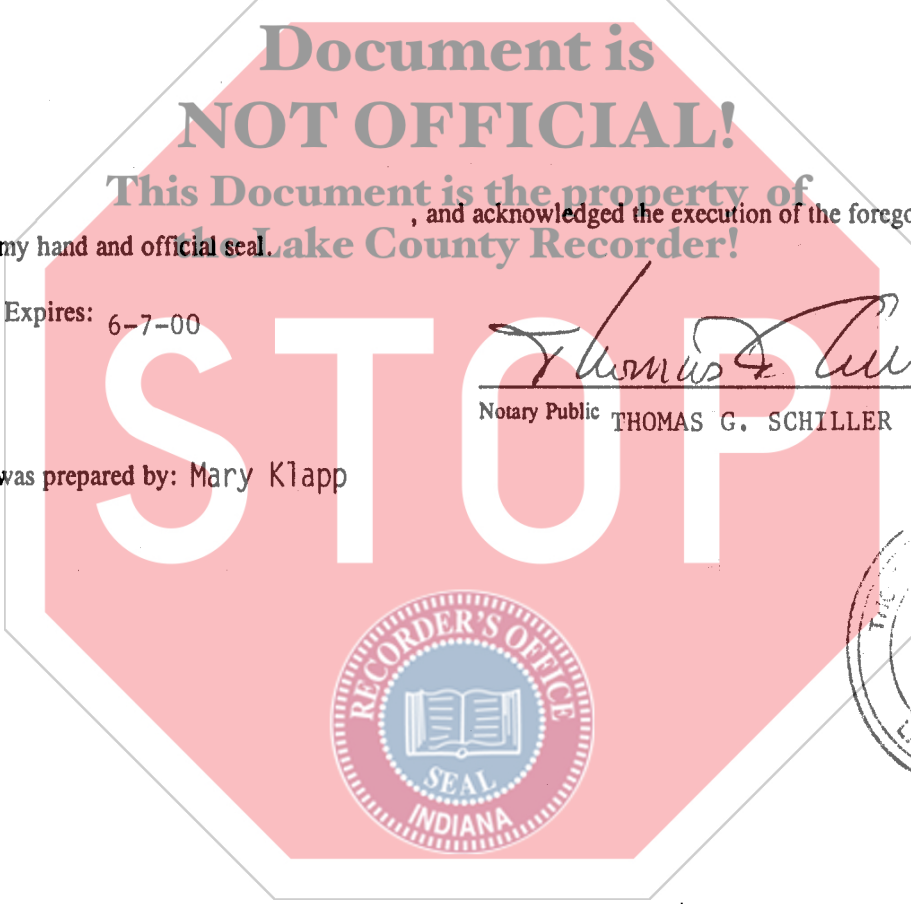 Document is
NOT OFFICIAL!
This Document is the property of
the Lake County Recorder!
, and acknowledged the execution of the forego
my hand and official seal.
Expires: 6-7-00
STOP
Thomas G
Notary Public THOMAS G. SCHILLER
was prepared by: Mary Klapp
RECORDER'S OFFICE
SEAL
INDIANA
THE